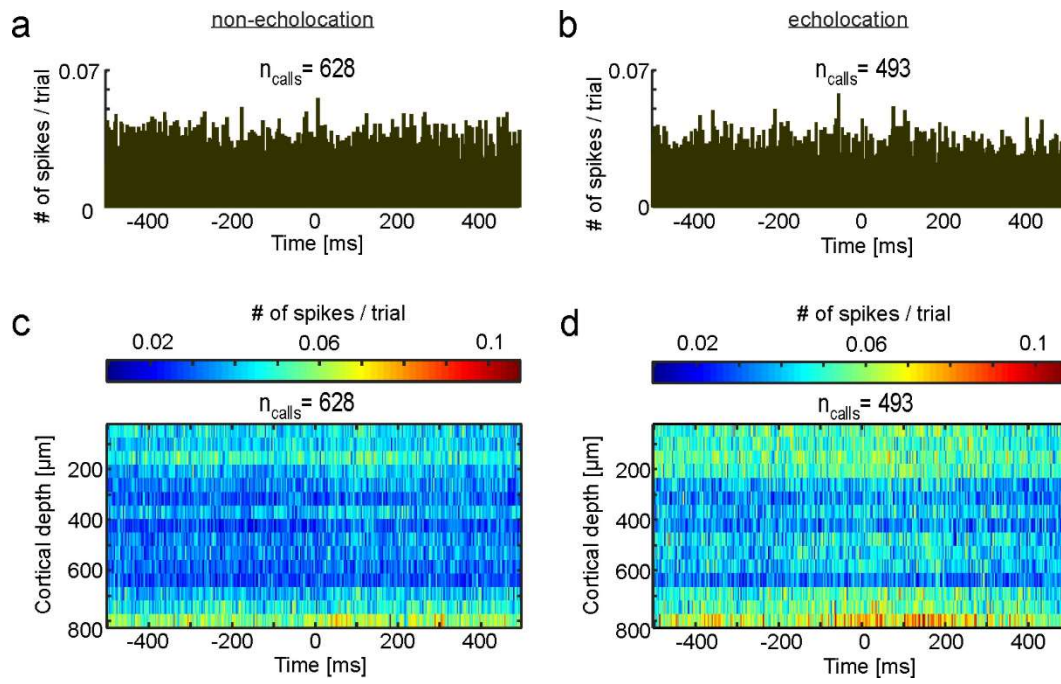 a
non-echolocation
n_calls = 628
# of spikes / trial
0.07
0
-400 -200 0 200 400
Time [ms]
b
echolocation
n_calls = 493
# of spikes / trial
0.07
0
-400 -200 0 200 400
Time [ms]
c
# of spikes / trial
0.02 0.06 0.1
n_calls= 628
Cortical depth [µm]
200
400
600
800
-400 -200 0 200 400
Time [ms]
d
# of spikes / trial
0.02 0.06 0.1
n_calls= 493
Cortical depth [µm]
200
400
600
800
-400 -200 0 200 400
Time [ms]